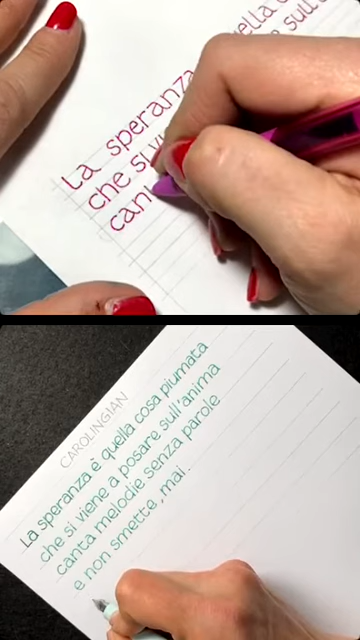 La speranza
che si
can
CAROLINGIAN
La speranza è quella cosa piumata
che si viene a posare sull'anima
canta melodie senza parole
e non smette, mai.